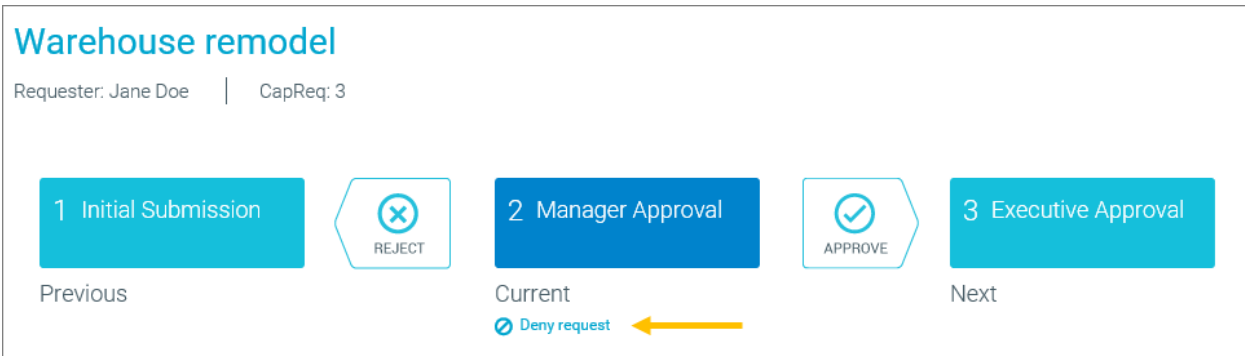 Warehouse remodel
Requester: Jane Doe CapReq: 3
1 Initial Submission
REJECT
2 Manager Approval
APPROVE
3 Executive Approval
Previous
Current
Next
Deny request